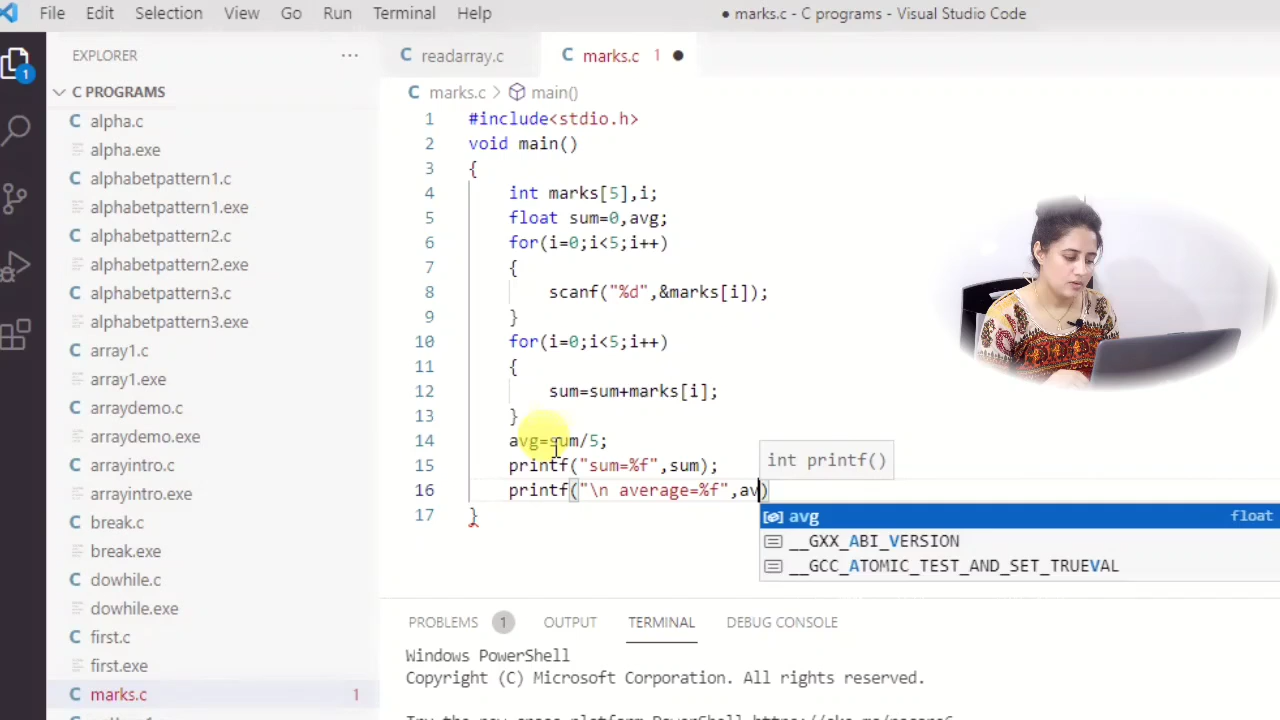 File Edit Selection View Go Run Terminal Help ● marks.c - C programs - Visual Studio Code
EXPLORER ···
C readarray.c C marks.c 1 ●
1
C PROGRAMS
C marks.c > main()
C alpha.c
alpha.exe
C alphabetpattern1.c
alphabetpattern1.exe
C alphabetpattern2.c
alphabetpattern2.exe
C alphabetpattern3.c
alphabetpattern3.exe
C array1.c
array1.exe
C arraydemo.c
arraydemo.exe
C arrayintro.c
arrayintro.exe
C break.c
break.exe
C dowhile.c
dowhile.exe
C first.c
first.exe
C marks.c 1
1 #include<stdio.h>
2 void main()
3 {
4 int marks[5],i;
5 float sum=0,avg;
6 for(i=0;i<5;i++)
7 {
8 scanf("%d",&marks[i]);
9 }
10 for(i=0;i<5;i++)
11 {
12 sum=sum+marks[i];
13 }
14 avg=sum/5;
15 printf("sum=%f",sum);
16 printf("\n average=%f",av)
17 }
int printf()
avg float
__GXX_ABI_VERSION
__GCC_ATOMIC_TEST_AND_SET_TRUEVAL
PROBLEMS 1 OUTPUT TERMINAL DEBUG CONSOLE
Windows PowerShell
Copyright (C) Microsoft Corporation. All rights reserved.